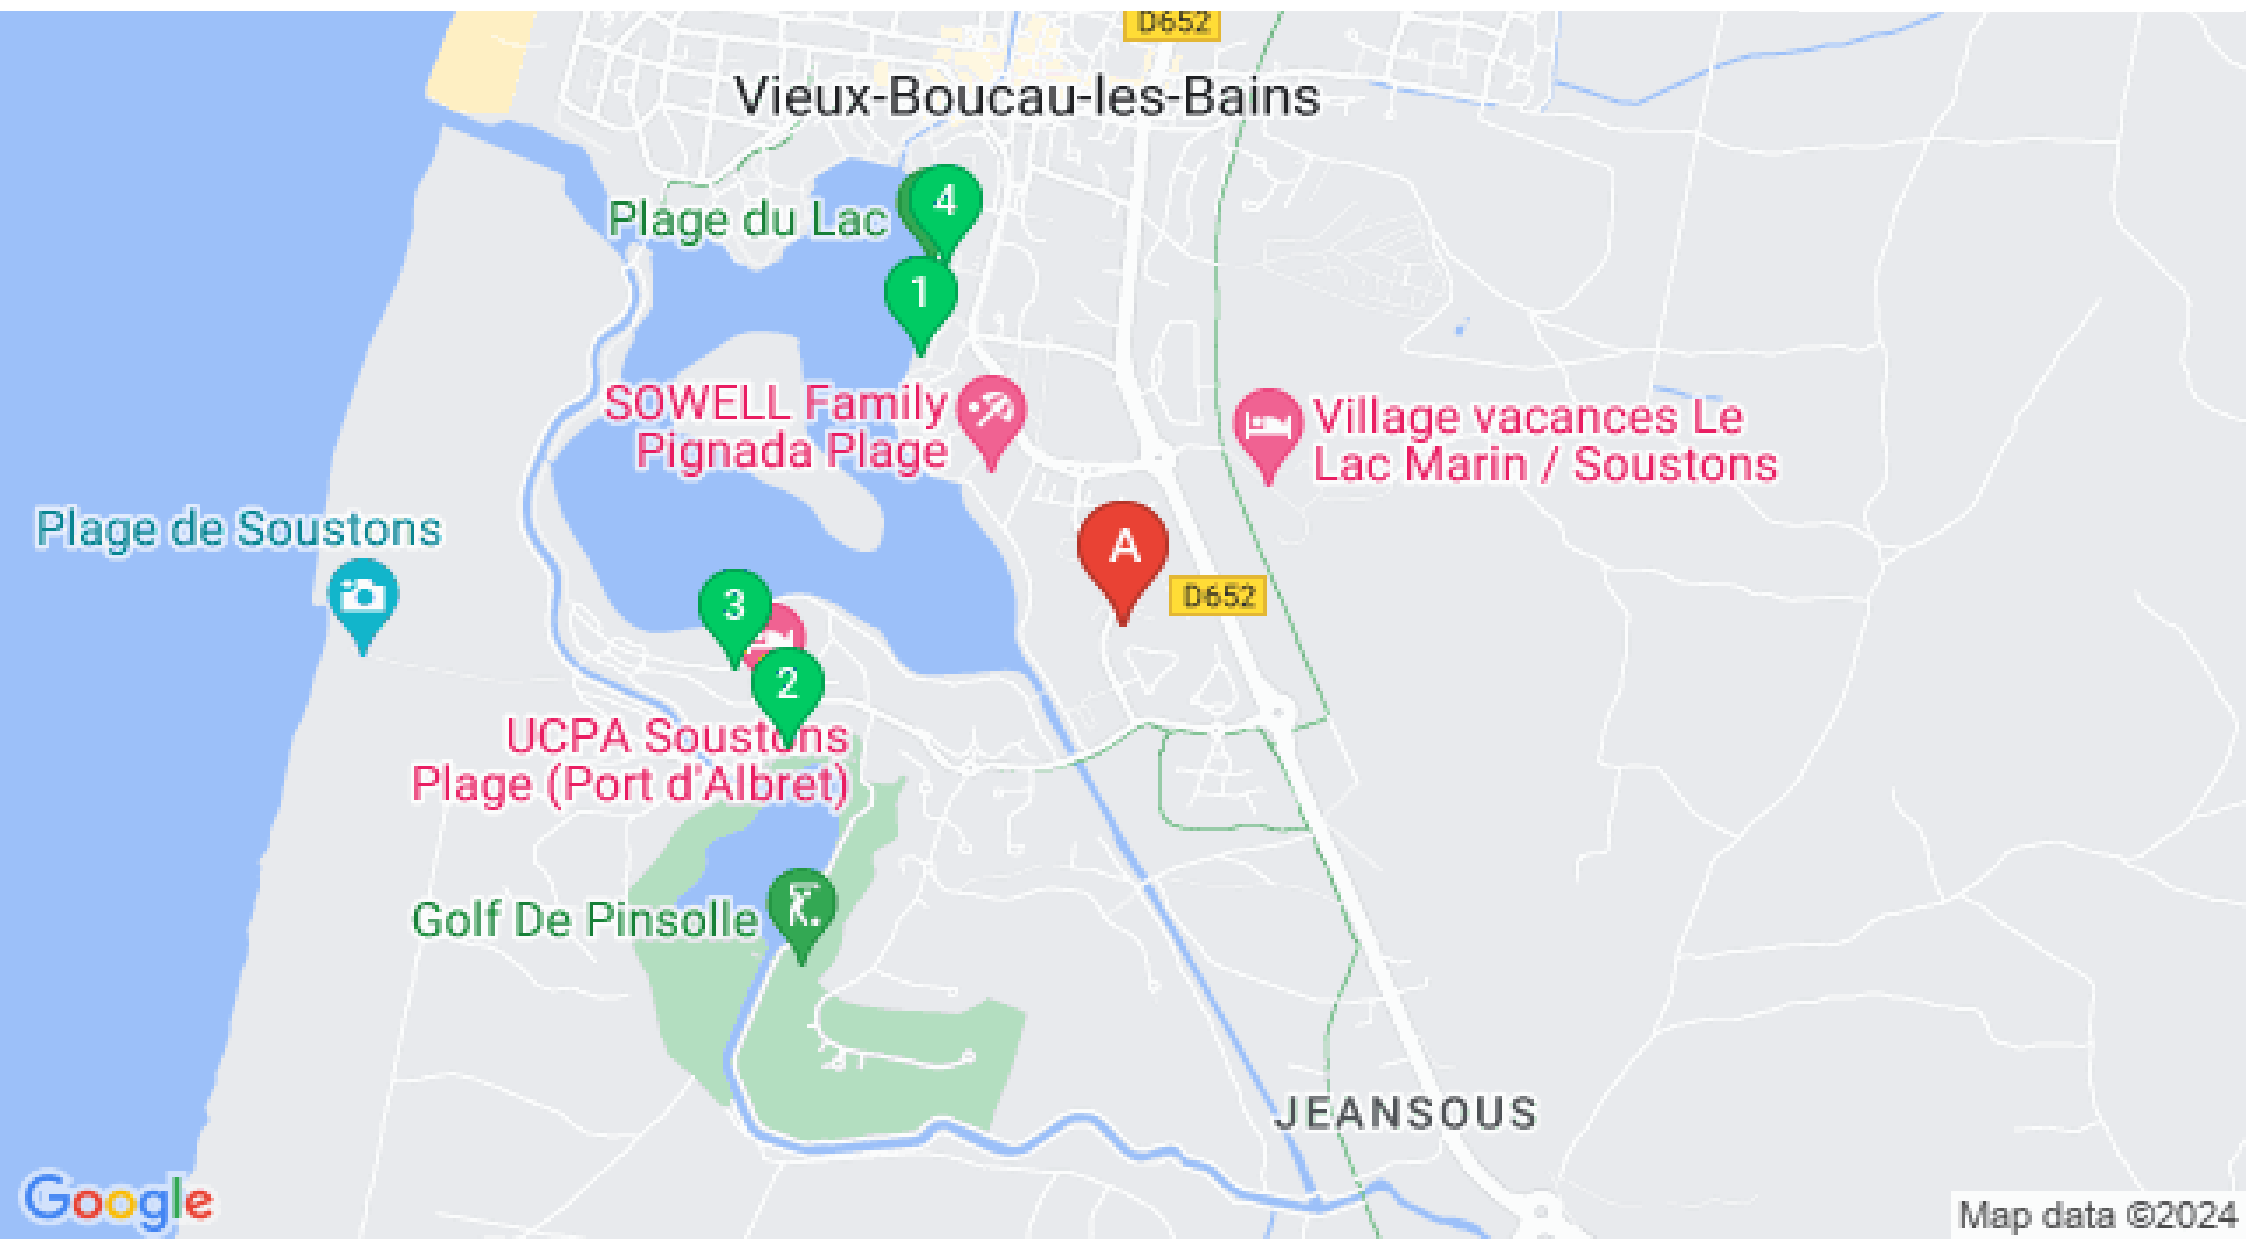 D652
Vieux-Boucau-les-Bains
4
Plage du Lac
1
SOWELL Family
Pignada Plage
Village vacances Le
Lac Marin / Soustons
Plage de Soustons
A
D652
3
2
UCPA Soustons
Plage (Port d'Albret)
Golf De Pinsolle
JEANSOUS
Google
Map data ©2024